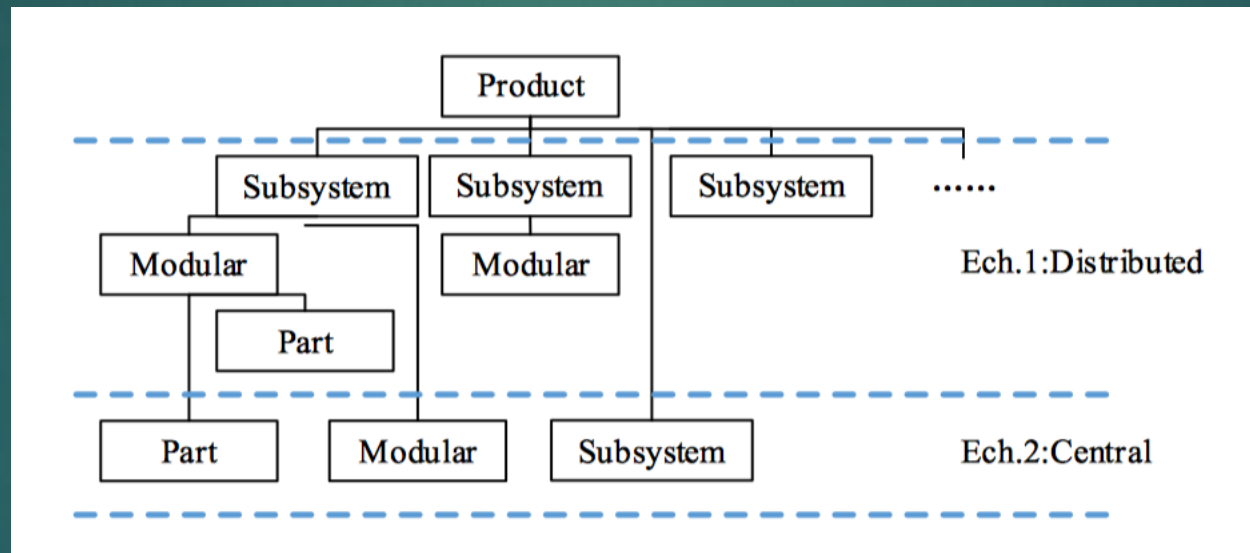 Product
Subsystem
Subsystem
Subsystem
......
Modular
Modular
Ech.1:Distributed
Part
Part
Modular
Subsystem
Ech.2:Central